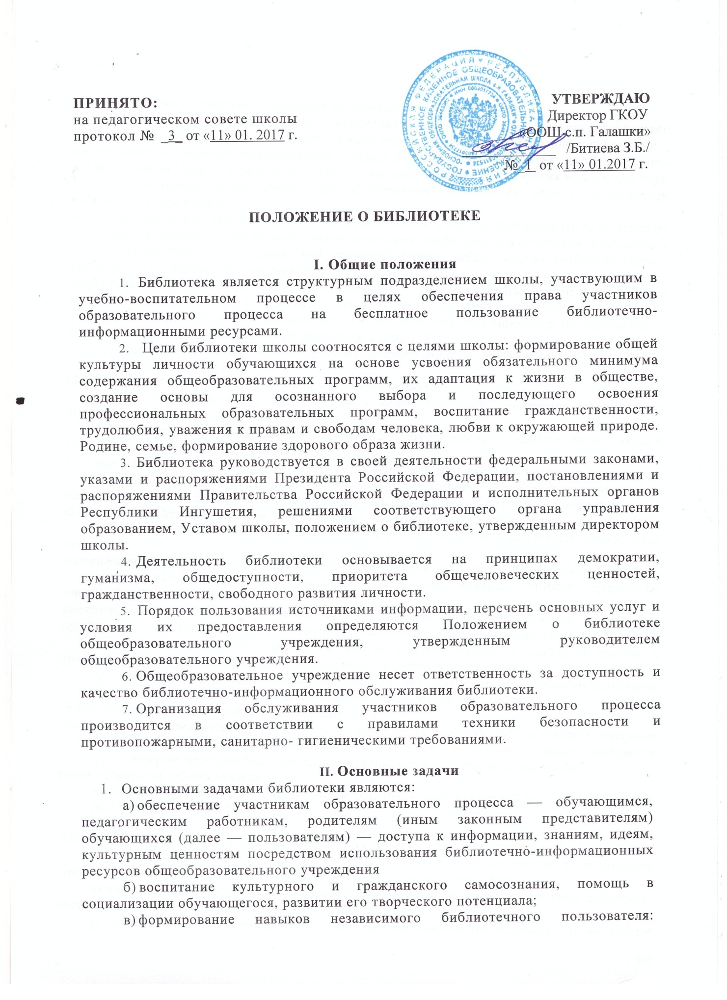 ПРИНЯТО:
на педагогическом совете школы
протокол № _3_ от «11» 01. 2017 г.
УТВЕРЖДАЮ
Директор ГКОУ
«ООШ с.п. Галашки»
/Битиева З.Б./
№_1_ от «11» 01.2017 г.
РОССИЙСКАЯ ФЕДЕРАЦИЯ * РЕСПУБЛИКА ИНГУШЕТИЯ
ГОСУДАРСТВЕННОЕ КАЗЕННОЕ ОБЩЕОБРАЗОВАТЕЛЬНОЕ УЧРЕЖДЕНИЕ
ОСНОВНАЯ ОБЩЕОБРАЗОВАТЕЛЬНАЯ ШКОЛА с.п. ГАЛАШКИ
ПОЛОЖЕНИЕ О БИБЛИОТЕКЕ
I. Общие положения
1. Библиотека является структурным подразделением школы, участвующим в
учебно-воспитательном процессе в целях обеспечения права участников
образовательного процесса на бесплатное пользование библиотечно-
информационными ресурсами.
2. Цели библиотеки школы соотносятся с целями школы: формирование общей
культуры личности обучающихся на основе усвоения обязательного минимума
содержания общеобразовательных программ, их адаптация к жизни в обществе,
создание основы для осознанного выбора и последующего освоения
профессиональных образовательных программ, воспитание гражданственности,
трудолюбия, уважения к правам и свободам человека, любви к окружающей природе.
Родине, семье, формирование здорового образа жизни.
3. Библиотека руководствуется в своей деятельности федеральными законами,
указами и распоряжениями Президента Российской Федерации, постановлениями и
распоряжениями Правительства Российской Федерации и исполнительных органов
Республики Ингушетия, решениями соответствующего органа управления
образованием, Уставом школы, положением о библиотеке, утвержденным директором
школы.
4. Деятельность библиотеки основывается на принципах демократии,
гуманизма, общедоступности, приоритета общечеловеческих ценностей,
гражданственности, свободного развития личности.
5. Порядок пользования источниками информации, перечень основных услуг и
условия их предоставления определяются Положением о библиотеке
общеобразовательного учреждения, утвержденным руководителем
общеобразовательного учреждения.
6. Общеобразовательное учреждение несет ответственность за доступность и
качество библиотечно-информационного обслуживания библиотеки.
7. Организация обслуживания участников образовательного процесса
производится в соответствии с правилами техники безопасности и
противопожарными, санитарно- гигиеническими требованиями.
II. Основные задачи
1. Основными задачами библиотеки являются:
а) обеспечение участникам образовательного процесса — обучающимся,
педагогическим работникам, родителям (иным законным представителям)
обучающихся (далее — пользователям) — доступа к информации, знаниям, идеям,
культурным ценностям посредством использования библиотечно-информационных
ресурсов общеобразовательного учреждения
б) воспитание культурного и гражданского самосознания, помощь в
социализации обучающегося, развитии его творческого потенциала;
в) формирование навыков независимого библиотечного пользователя: